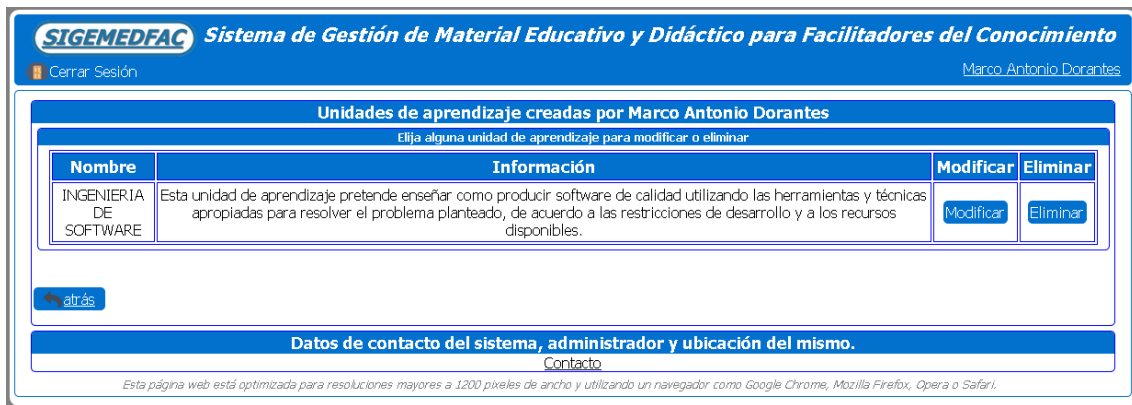 SIGEMEDFAC Sistema de Gestión de Material Educativo y Didáctico para Facilitadores del Conocimiento
Cerrar Sesión Marco Antonio Dorantes
Unidades de aprendizaje creadas por Marco Antonio Dorantes
Elija alguna unidad de aprendizaje para modificar o eliminar
Nombre Información Modificar Eliminar
INGENIERIA
DE
SOFTWARE
Esta unidad de aprendizaje pretende enseñar como producir software de calidad utilizando las herramientas y técnicas
apropiadas para resolver el problema planteado, de acuerdo a las restricciones de desarrollo y a los recursos
disponibles.
Modificar Eliminar
atrás
Datos de contacto del sistema, administrador y ubicación del mismo.
Contacto
Esta página web está optimizada para resoluciones mayores a 1200 pixeles de ancho y utilizando un navegador como Google Chrome, Mozilla Firefox, Opera o Safari.